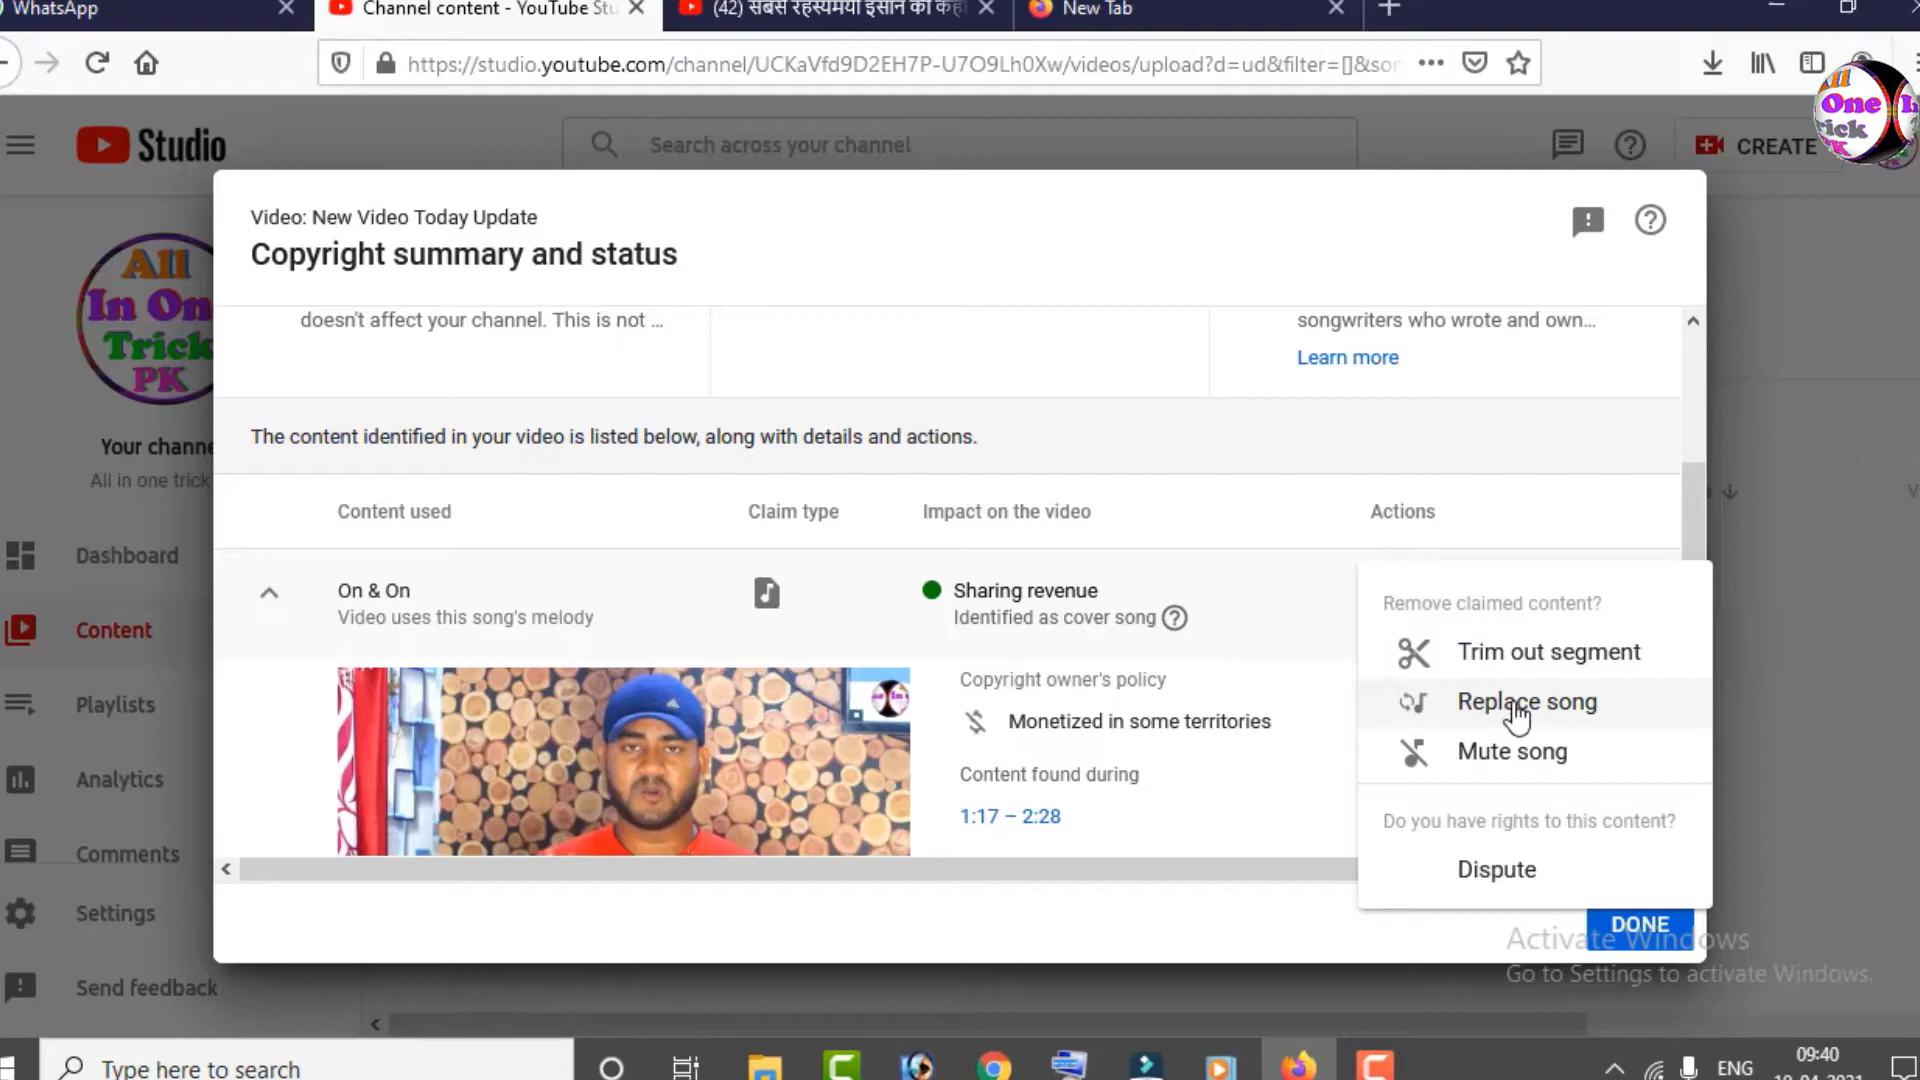 WhatsApp
Channel content - YouTube Stu
(42) सबसे रहस्यमयी इंसान की कह
New Tab
https://studio.youtube.com/channel/UCKaVfd9D2EH7P-U7O9Lh0Xw/videos/upload?d=ud&filter=[]&sor
All
One In
Trick
PK
Studio
Search across your channel
CREATE
Video: New Video Today Update
Copyright summary and status
All
In On
Trick
PK
doesn't affect your channel. This is not ...
songwriters who wrote and own...
Learn more
Your channe
All in one trick
The content identified in your video is listed below, along with details and actions.
Content used
Claim type
Impact on the video
Actions
Dashboard
On & On
Video uses this song's melody
Sharing revenue
Identified as cover song
Remove claimed content?
Content
Trim out segment
Copyright owner's policy
Playlists
Monetized in some territories
Replace song
Mute song
Content found during
Analytics
1:17 – 2:28
Do you have rights to this content?
Comments
Dispute
Settings
DONE
Activate Windows
Go to Settings to activate Windows.
Send feedback
Type here to search
ENG
09:40